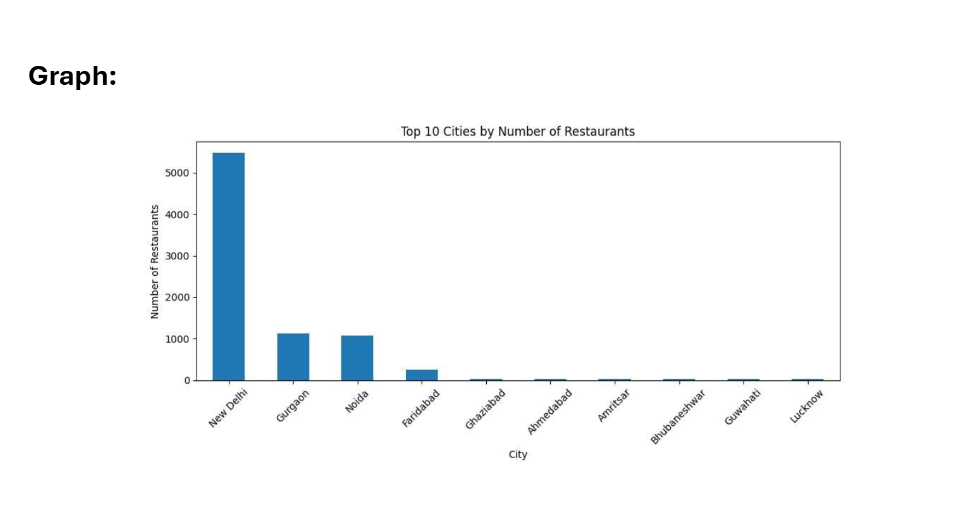 Graph:
Top 10 Cities by Number of Restaurants
Number of Restaurants
5000
4000
3000
2000
1000
0
New Delhi
Gurgaon
Noida
Faridabad
Ghaziabad
Ahmedabad
Amritsar
Bhubaneshwar
Guwahati
Lucknow
City